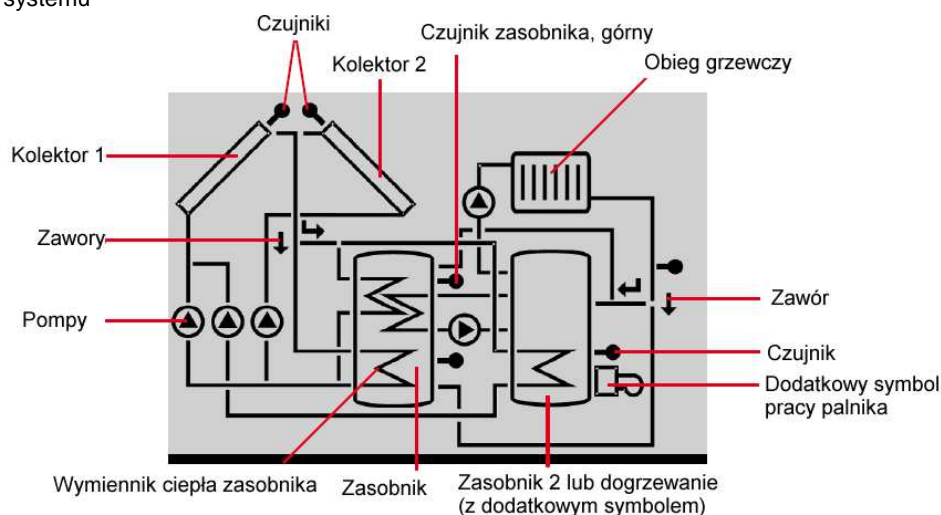 systemu
Czujniki
Czujnik zasobnika, górny
Kolektor 2
Obieg grzewczy
Kolektor 1
Zawory
Zawór
Pompy
Czujnik
Dodatkowy symbol
pracy palnika
Wymiennik ciepła zasobnika
Zasobnik
Zasobnik 2 lub dogrzewanie
(z dodatkowym symbolem)